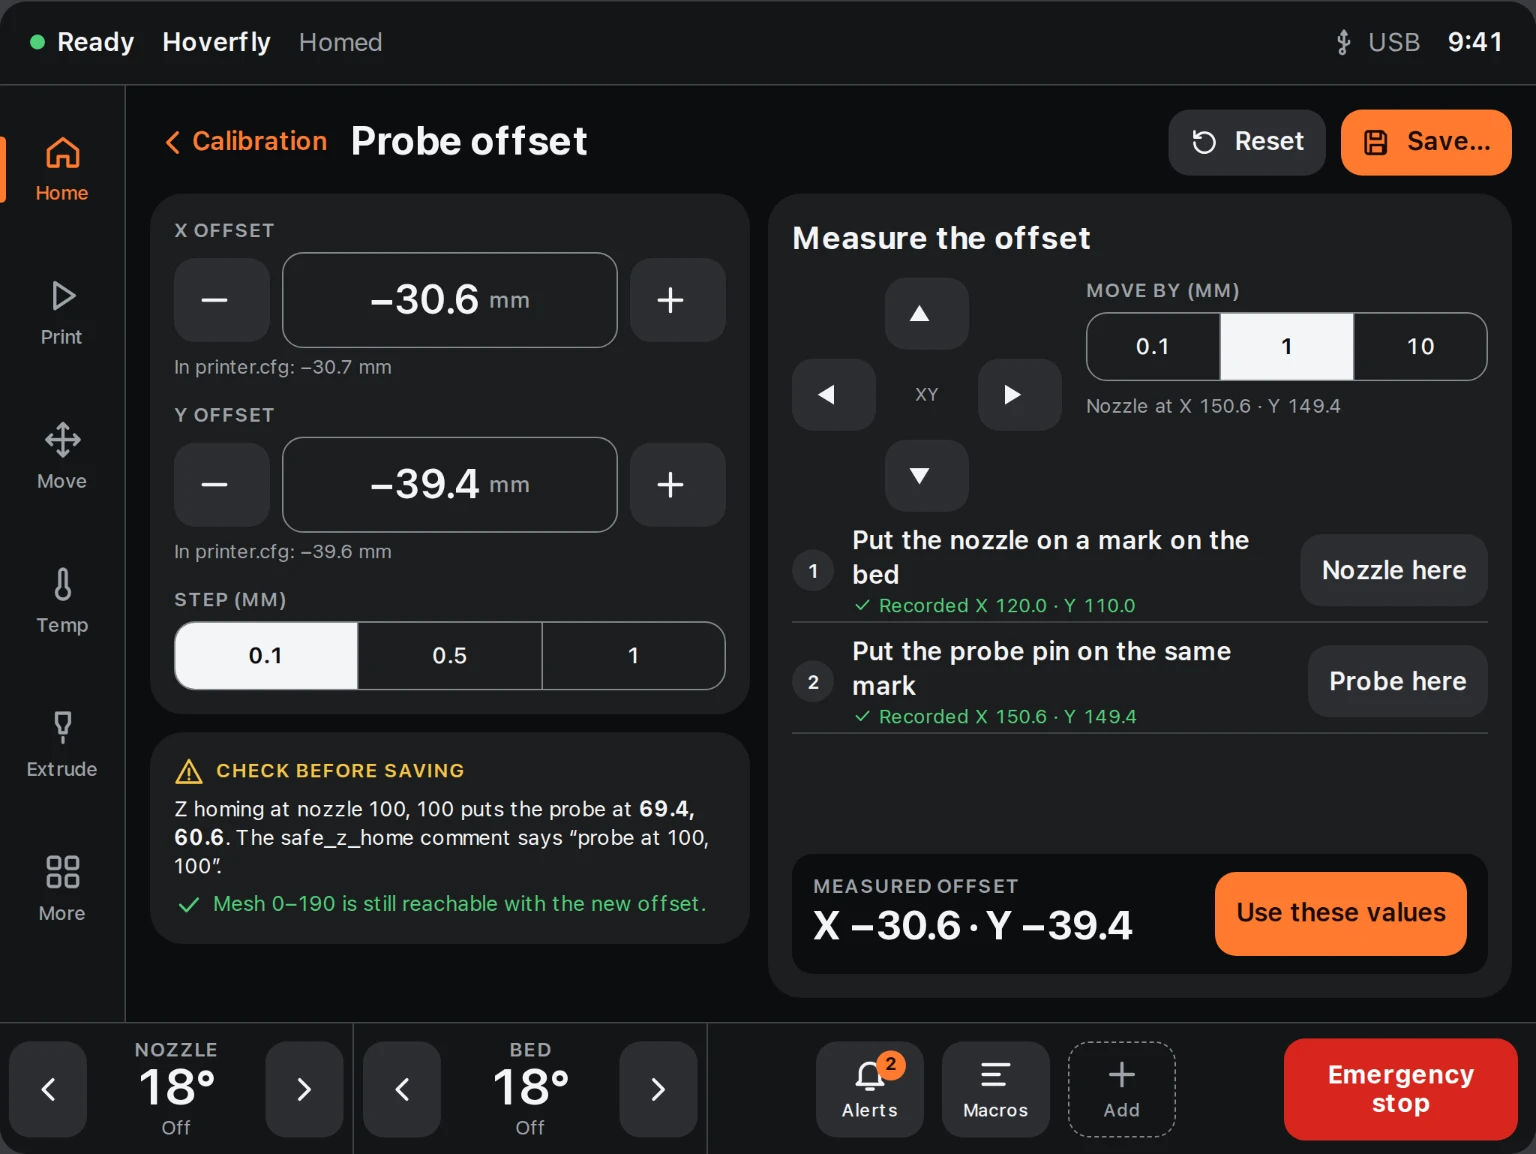 Ready Hoverfly Homed
USB 9:41
Home
Print
Move
Temp
Extrude
More
Calibration Probe offset
Reset
Save...
X OFFSET
−30.6 mm
In printer.cfg: −30.7 mm
Y OFFSET
−39.4 mm
In printer.cfg: −39.6 mm
STEP (MM)
0.1 0.5 1
CHECK BEFORE SAVING
Z homing at nozzle 100, 100 puts the probe at 69.4,
60.6. The safe_z_home comment says “probe at 100,
100”.
Mesh 0–190 is still reachable with the new offset.
Measure the offset
XY
MOVE BY (MM)
0.1 1 10
Nozzle at X 150.6 · Y 149.4
1
Put the nozzle on a mark on the
bed
Recorded X 120.0 · Y 110.0
Nozzle here
2
Put the probe pin on the same
mark
Recorded X 150.6 · Y 149.4
Probe here
MEASURED OFFSET
X −30.6 · Y −39.4
Use these values
NOZZLE
18°
Off
BED
18°
Off
2
Alerts
Macros
Add
Emergency
stop